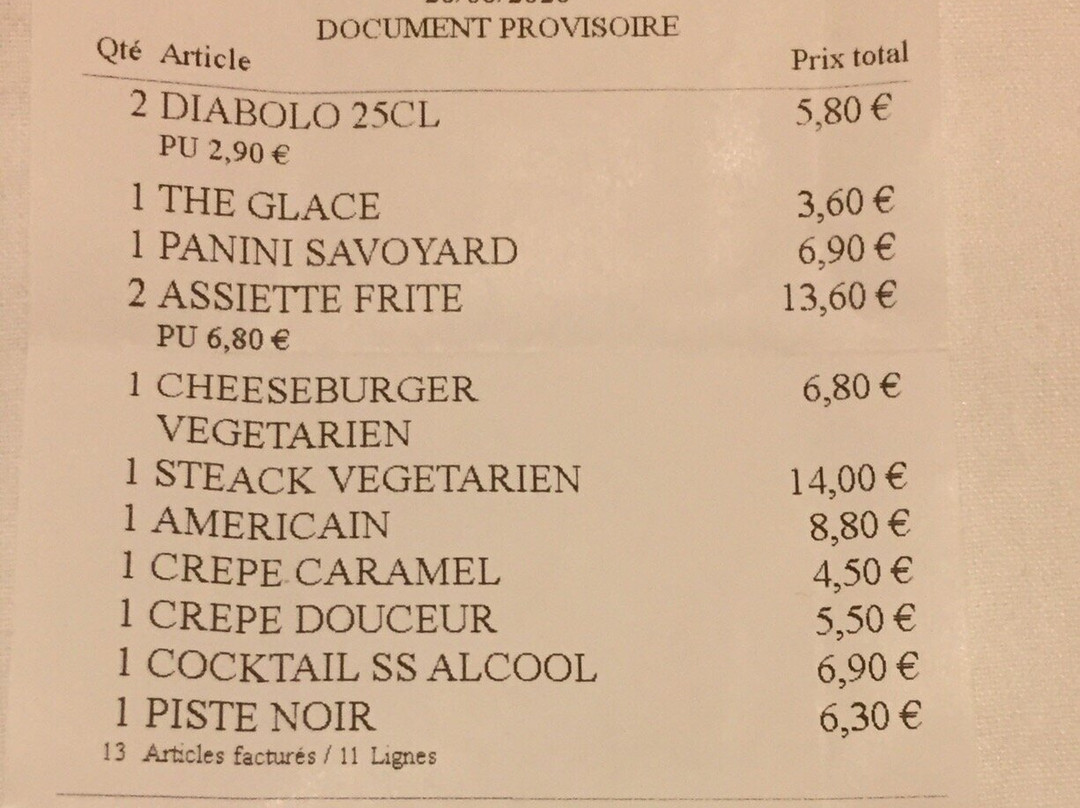 DOCUMENT PROVISOIRE
Qté Article Prix total
2 DIABOLO 25CL 5,80 €
PU 2,90 €
1 THE GLACE 3,60 €
1 PANINI SAVOYARD 6,90 €
2 ASSIETTE FRITE 13,60 €
PU 6,80 €
1 CHEESEBURGER 6,80 €
VEGETARIEN
1 STEACK VEGETARIEN 14,00 €
1 AMERICAIN 8,80 €
1 CREPE CARAMEL 4,50 €
1 CREPE DOUCEUR 5,50 €
1 COCKTAIL SS ALCOOL 6,90 €
1 PISTE NOIR 6,30 €
13 Articles facturés / 11 Lignes